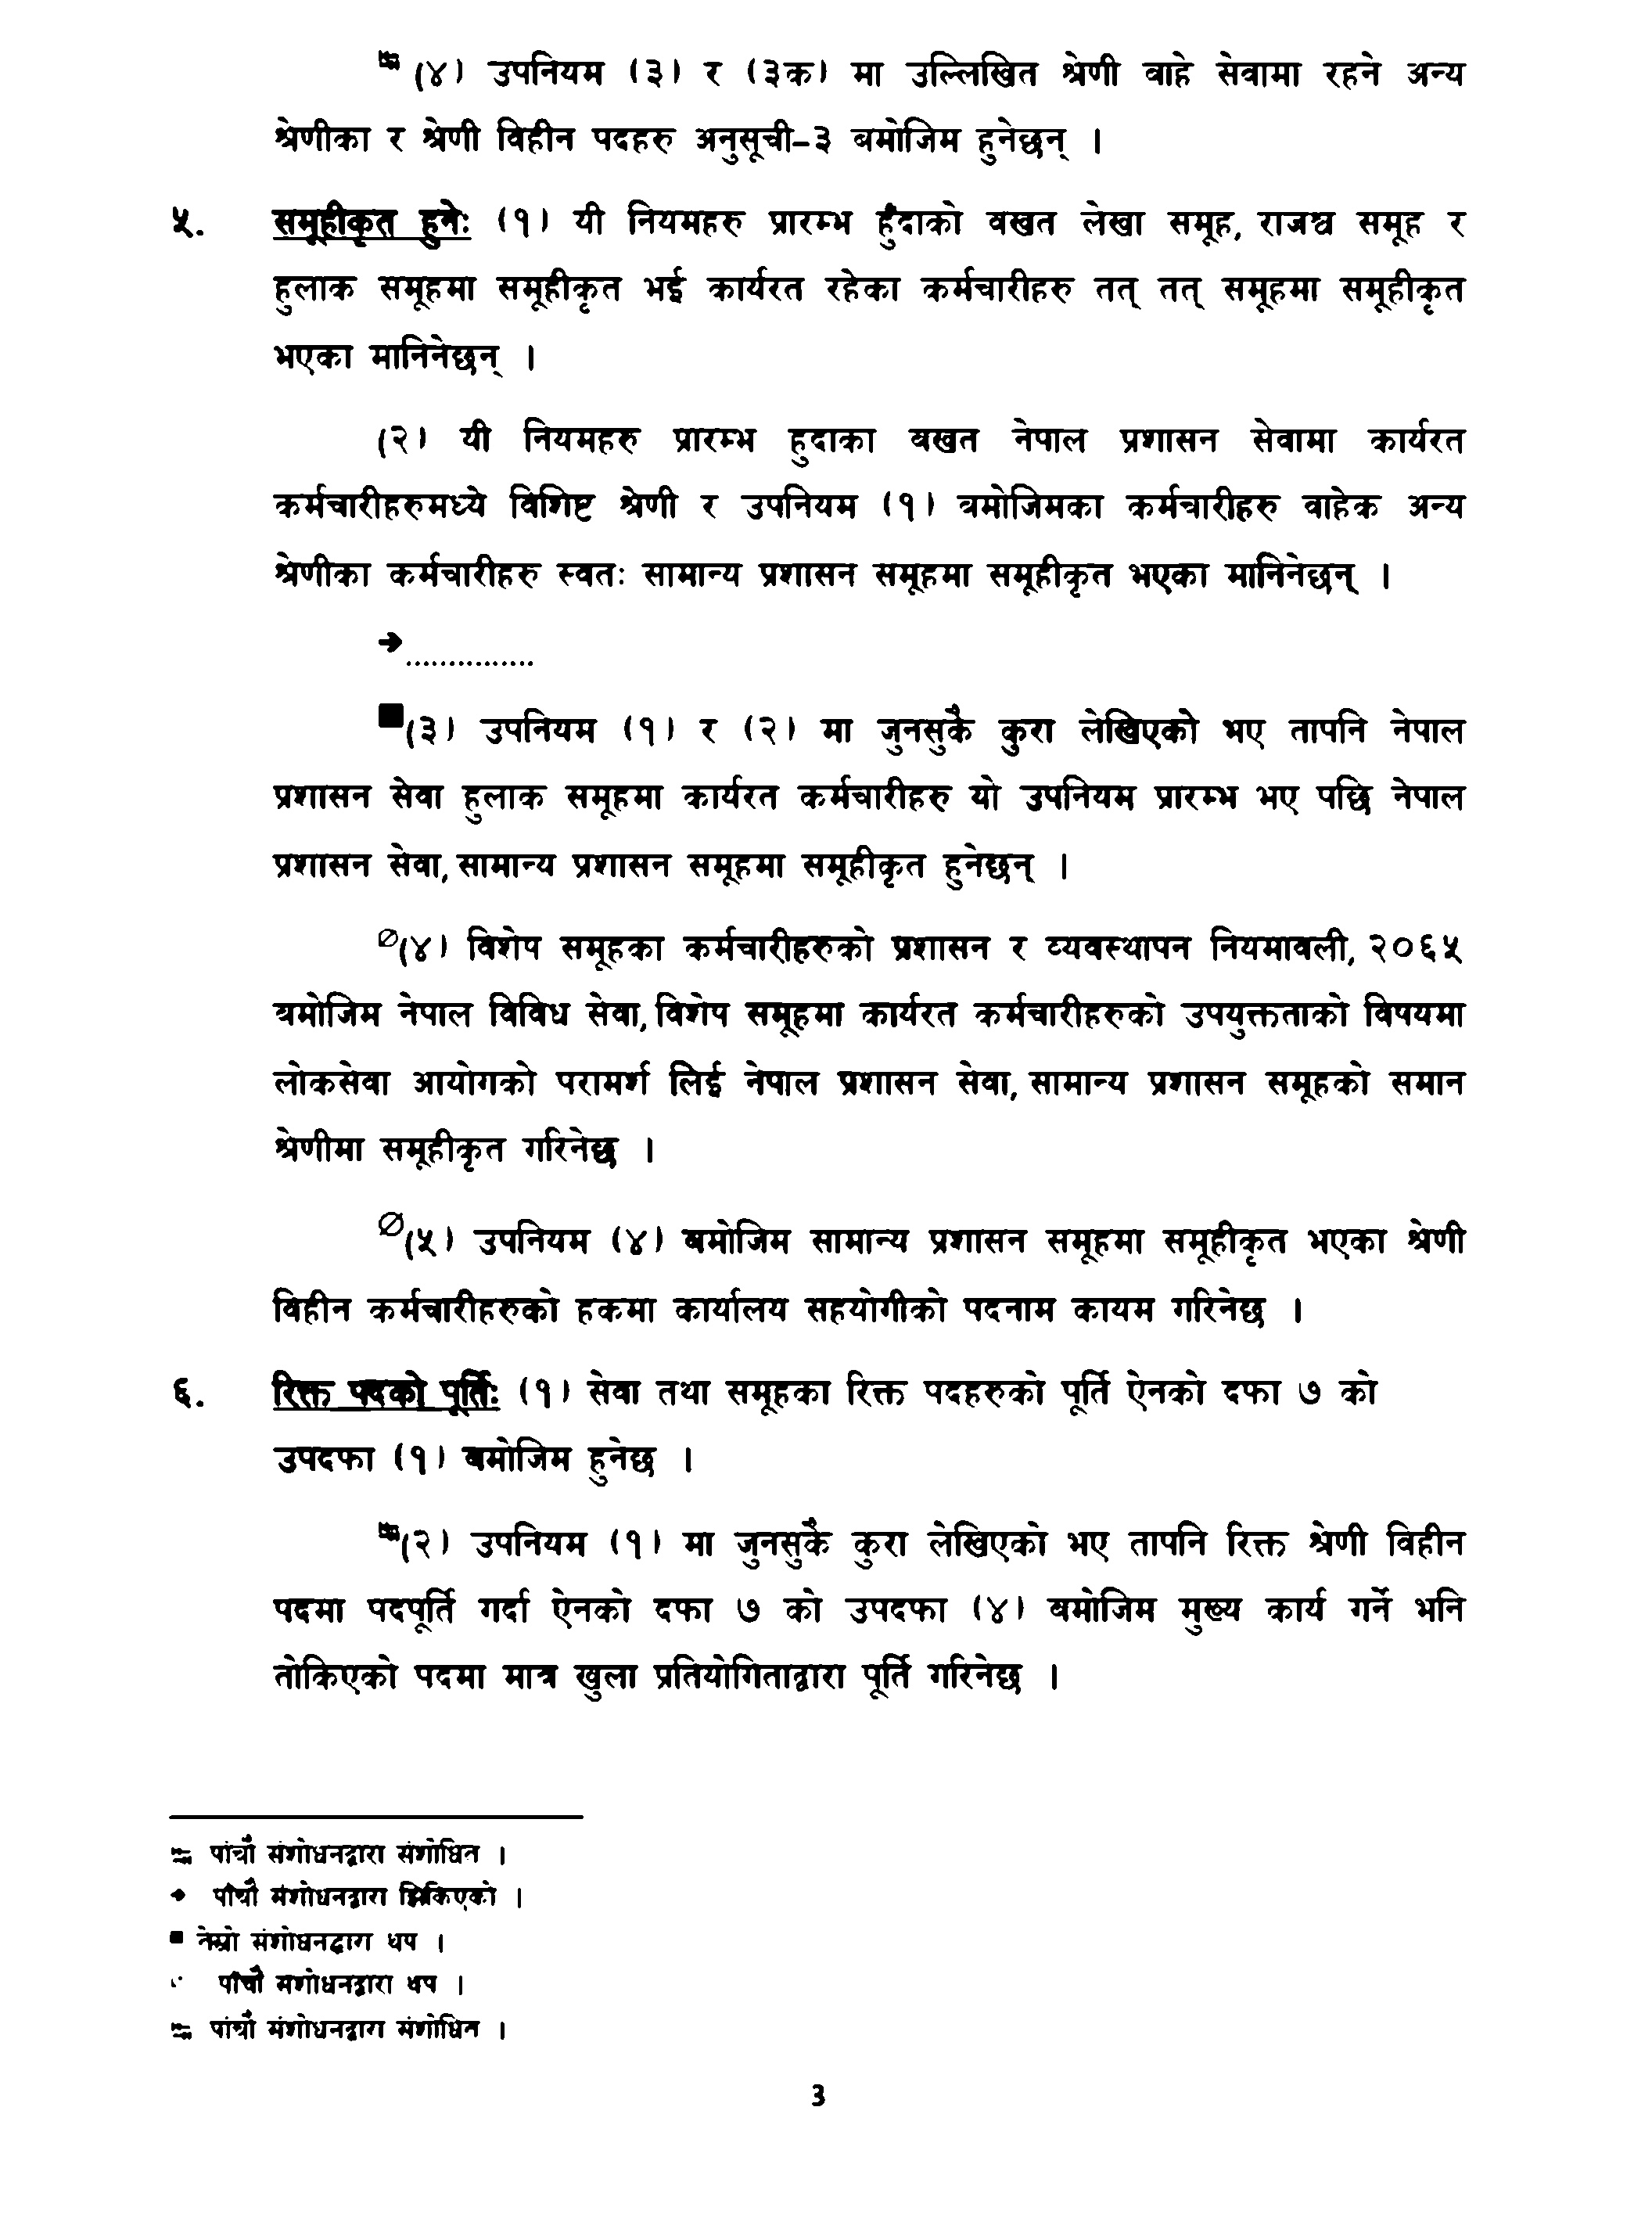 (४) उपनियम (३) र (३क) मा उल्लिखित श्रेणी बाहे सेवामा रहने अन्य
श्रेणीका र श्रेणी विहीन पदहरु अनुसूची-३ बमोजिम हुनेछन् ।
५. समूहीकृत हुनेः (१) यी नियमहरु प्रारम्भ हुँदाको बखत लेखा समूह, राजश्व समूह र
हुलाक समूहमा समूहीकृत भई कार्यरत रहेका कर्मचारीहरु तत् तत् समूहमा समूहीकृत
भएका मानिनेछन् ।
(२) यी नियमहरु प्रारम्भ हुदाका बखत नेपाल प्रशासन सेवामा कार्यरत
कर्मचारीहरुमध्ये विशिष्ट श्रेणी र उपनियम (१) बमोजिमका कर्मचारीहरु बाहेक अन्य
श्रेणीका कर्मचारीहरु स्वतः सामान्य प्रशासन समूहमा समूहीकृत भएका मानिनेछन् ।
➔...............
■(३) उपनियम (१) र (२) मा जुनसुकै कुरा लेखिएको भए तापनि नेपाल
प्रशासन सेवा हुलाक समूहमा कार्यरत कर्मचारीहरु यो उपनियम प्रारम्भ भए पछि नेपाल
प्रशासन सेवा, सामान्य प्रशासन समूहमा समूहीकृत हुनेछन् ।
∅(४) विशेष समूहका कर्मचारीहरुको प्रशासन र व्यवस्थापन नियमावली, २०६५
बमोजिम नेपाल विविध सेवा, विशेष समूहमा कार्यरत कर्मचारीहरुको उपयुक्तताको विषयमा
लोकसेवा आयोगको परामर्श लिई नेपाल प्रशासन सेवा, सामान्य प्रशासन समूहको समान
श्रेणीमा समूहीकृत गरिनेछ ।
∅(५) उपनियम (४) बमोजिम सामान्य प्रशासन समूहमा समूहीकृत भएका श्रेणी
विहीन कर्मचारीहरुको हकमा कार्यालय सहयोगीको पदनाम कायम गरिनेछ ।
६. रिक्त पदको पूर्तिः (१) सेवा तथा समूहका रिक्त पदहरुको पूर्ति ऐनको दफा ७ को
उपदफा (१) बमोजिम हुनेछ ।
(२) उपनियम (१) मा जुनसुकै कुरा लेखिएको भए तापनि रिक्त श्रेणी विहीन
पदमा पदपूर्ति गर्दा ऐनको दफा ७ को उपदफा (४) बमोजिम मुख्य कार्य गर्ने भनि
तोकिएको पदमा मात्र खुला प्रतियोगिताद्वारा पूर्ति गरिनेछ ।
पांचौ संशोधनद्वारा संशोधित ।
➔ पाँचौ संशोधनद्वारा झिकिएको ।
■ तेस्रो संशोधनद्वारा थप ।
पाँचौ संशोधनद्वारा थप ।
पांचौ संशोधनद्वारा संशोधित ।
3